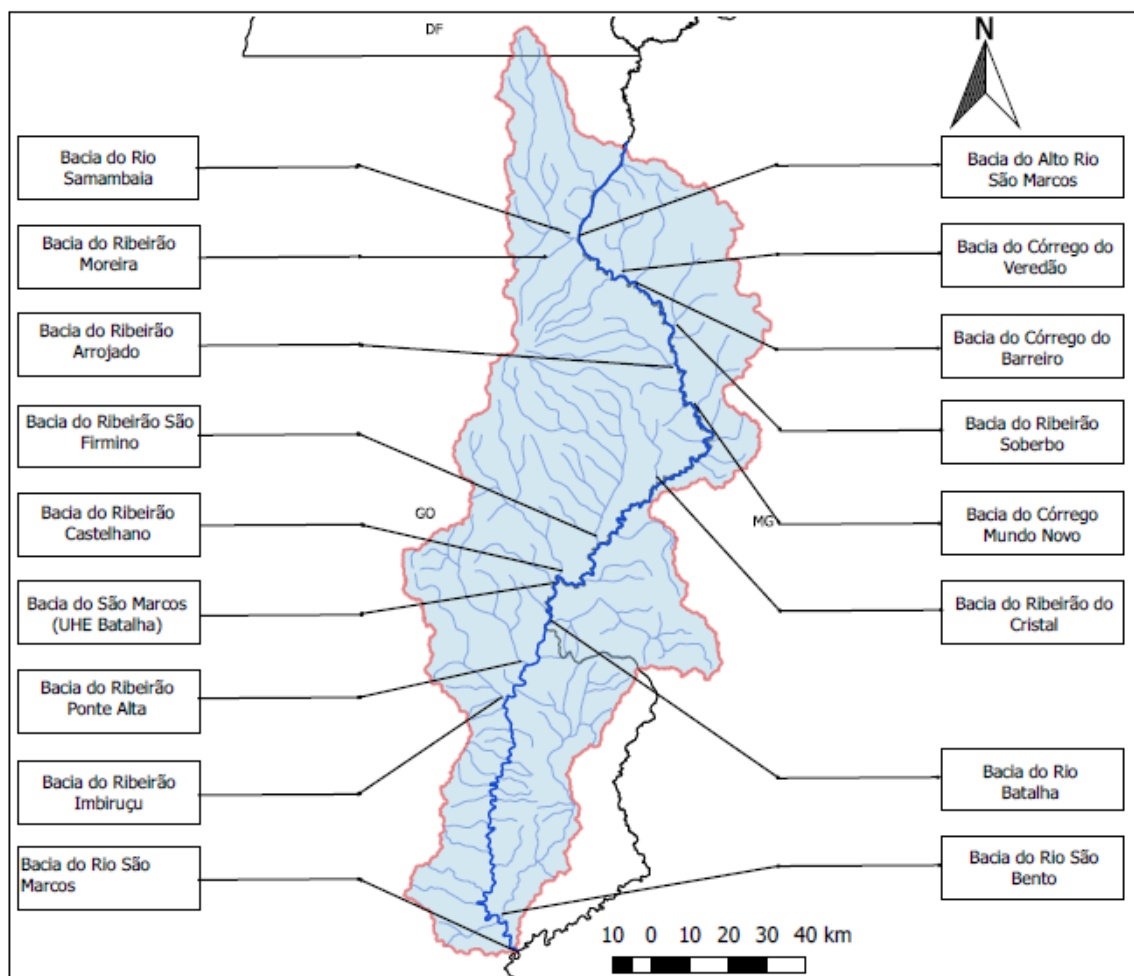 DF
N
Bacia do Rio
Samambaia
Bacia do Ribeirão
Moreira
Bacia do Ribeirão
Arrojado
Bacia do Ribeirão São
Firmino
Bacia do Ribeirão
Castelhano
Bacia do São Marcos
(UHE Batalha)
Bacia do Ribeirão
Ponte Alta
Bacia do Ribeirão
Imbiruçu
Bacia do Rio São
Marcos
GO
MG
Bacia do Alto Rio
São Marcos
Bacia do Córrego do
Veredão
Bacia do Córrego do
Barreiro
Bacia do Ribeirão
Soberbo
Bacia do Córrego
Mundo Novo
Bacia do Ribeirão do
Cristal
Bacia do Rio
Batalha
Bacia do Rio São
Bento
10 0 10 20 30 40 km